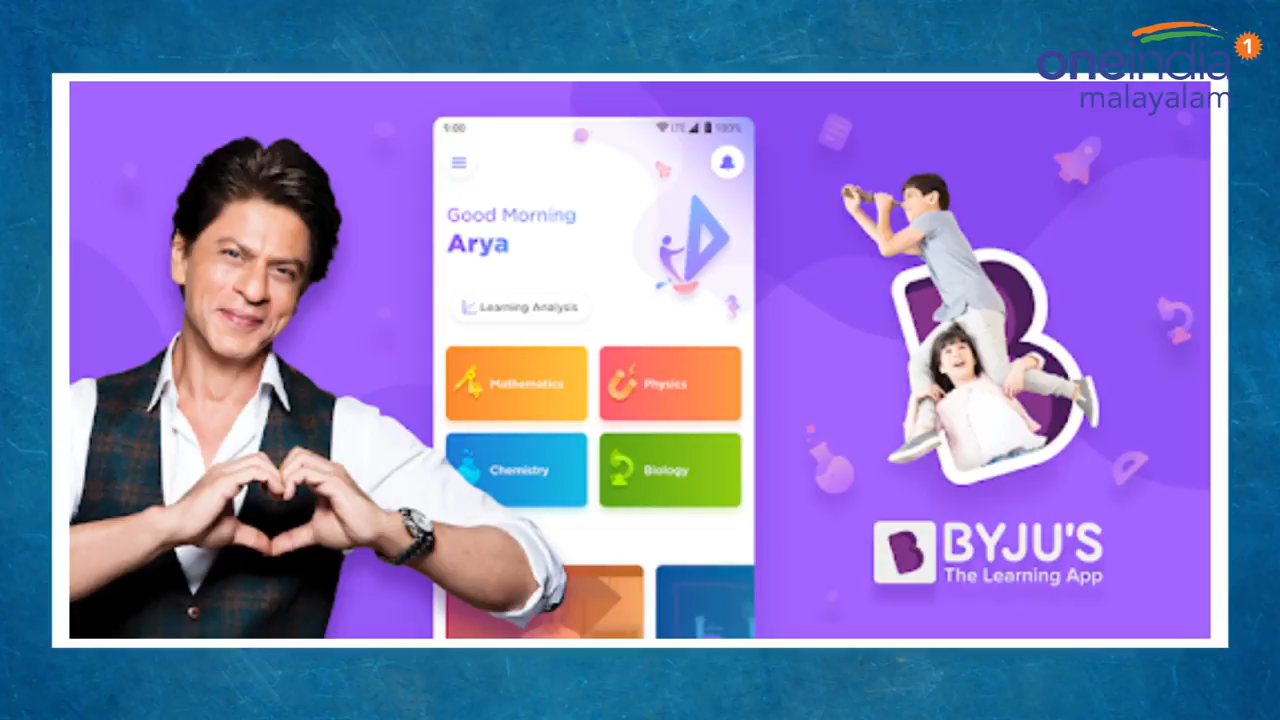 oneindia 1
malayalam
9:00 LTE 100%
Good Morning
Arya
Learning Analysis
Mathematics Physics
Chemistry Biology
BYJU'S
The Learning App